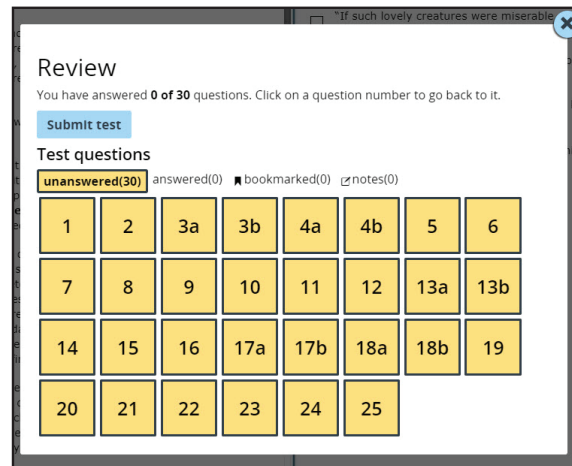 "If such lovely creatures were miserable
Review
You have answered 0 of 30 questions. Click on a question number to go back to it.
Submit test
Test questions
unanswered(30) answered(0) bookmarked(0) notes(0)
1 2 3a 3b 4a 4b 5 6
7 8 9 10 11 12 13a 13b
14 15 16 17a 17b 18a 18b 19
20 21 22 23 24 25